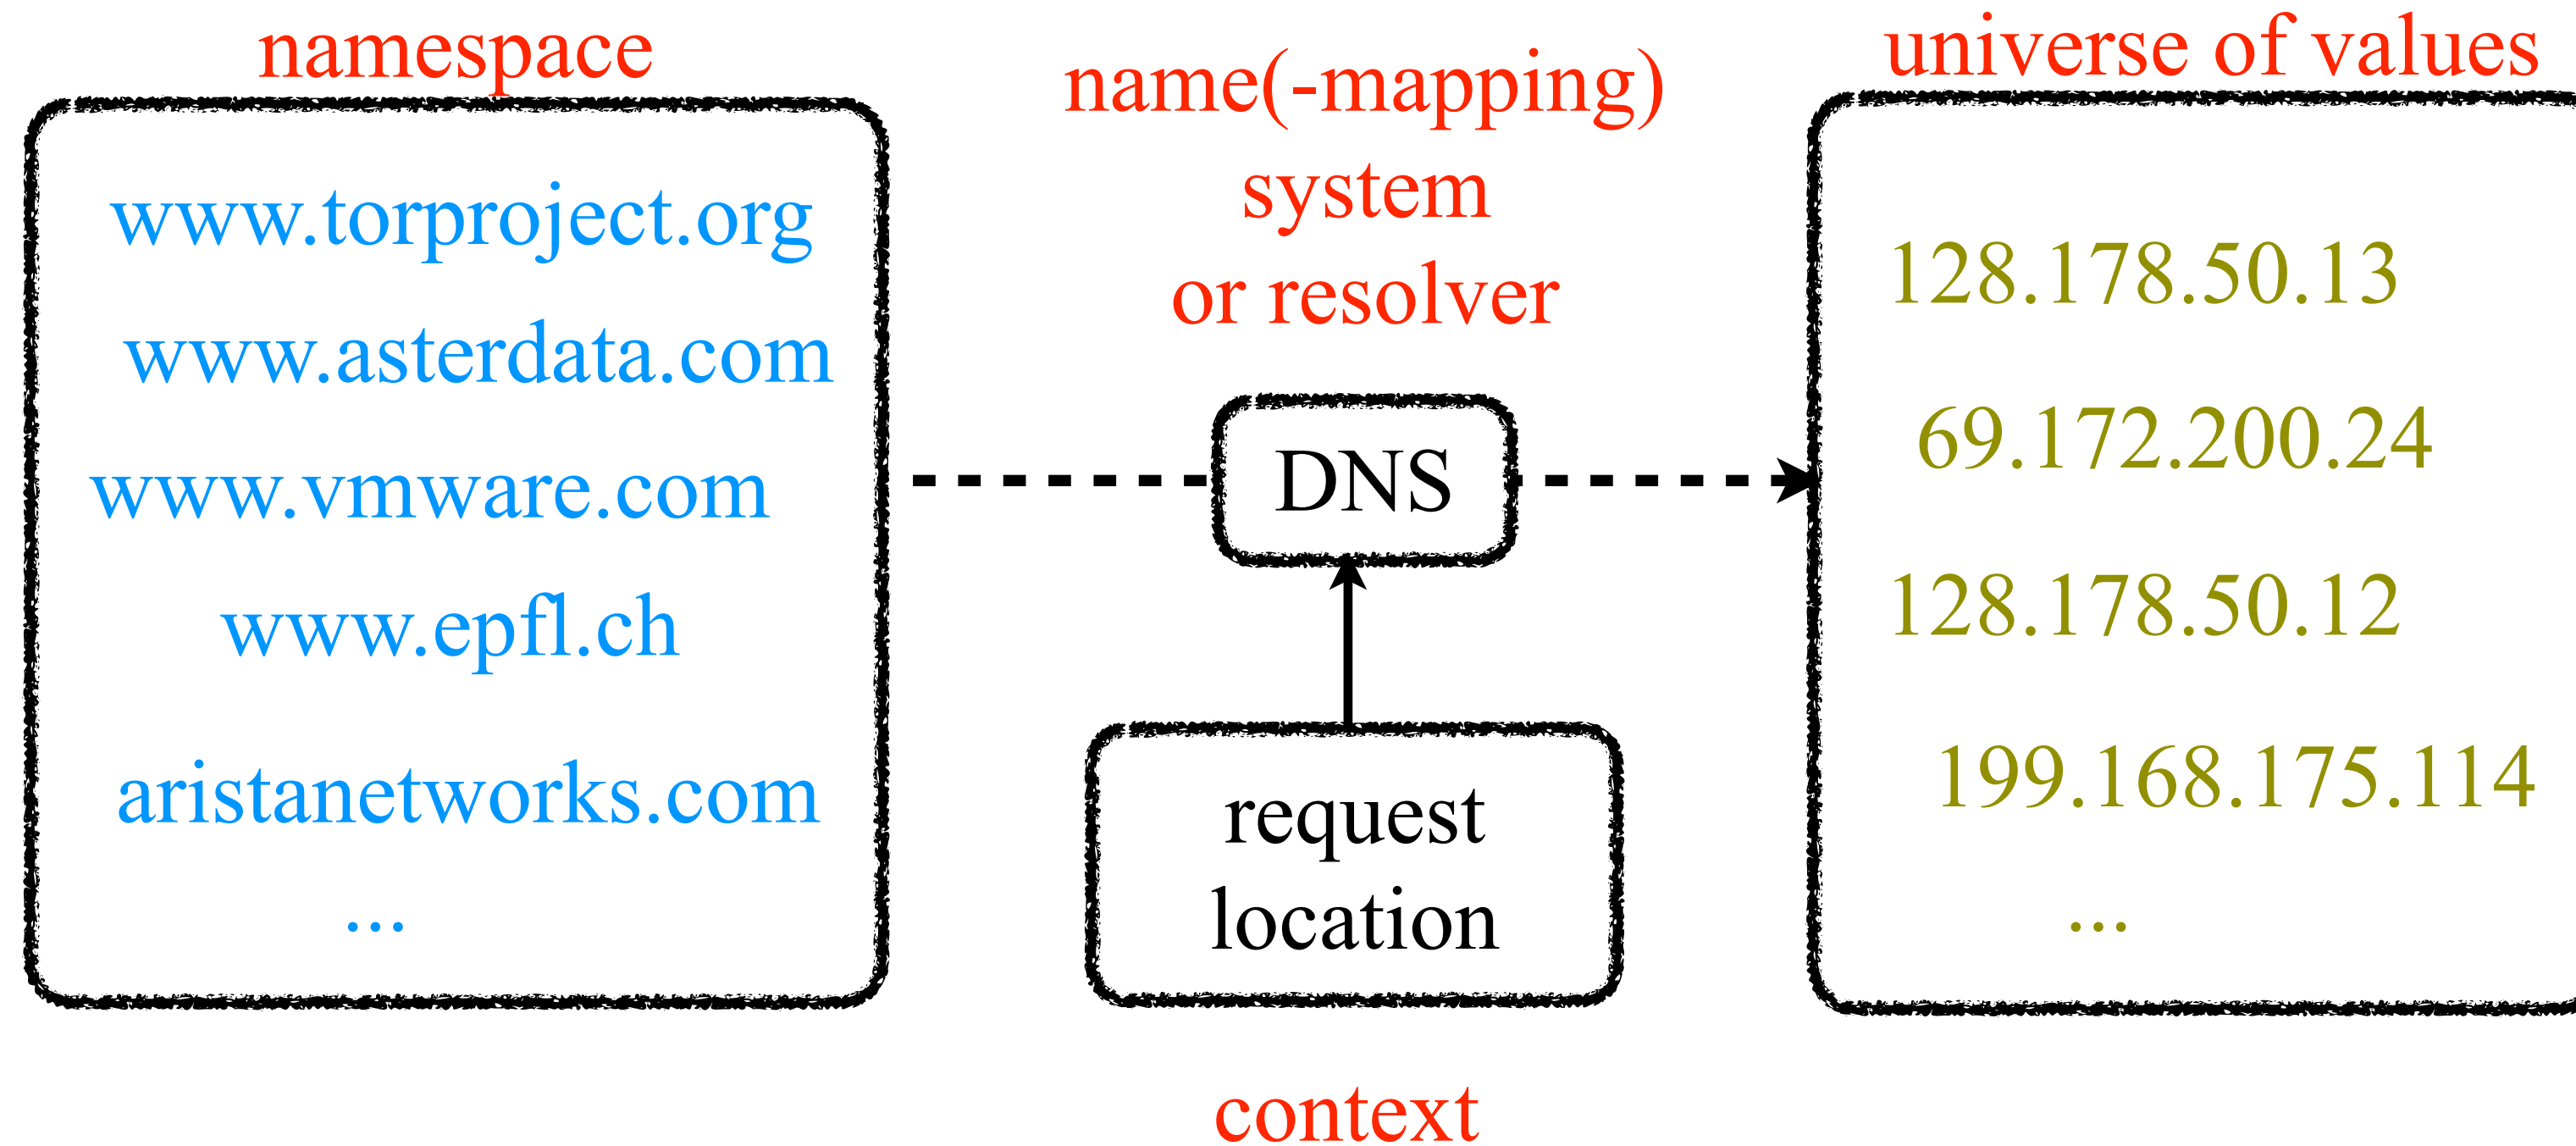 namespace
www.torproject.org
www.asterdata.com
www.vmware.com
www.epfl.ch
aristanetworks.com
...
name(-mapping)
system
or resolver
DNS
request
location
context
universe of values
128.178.50.13
69.172.200.24
128.178.50.12
199.168.175.114
...